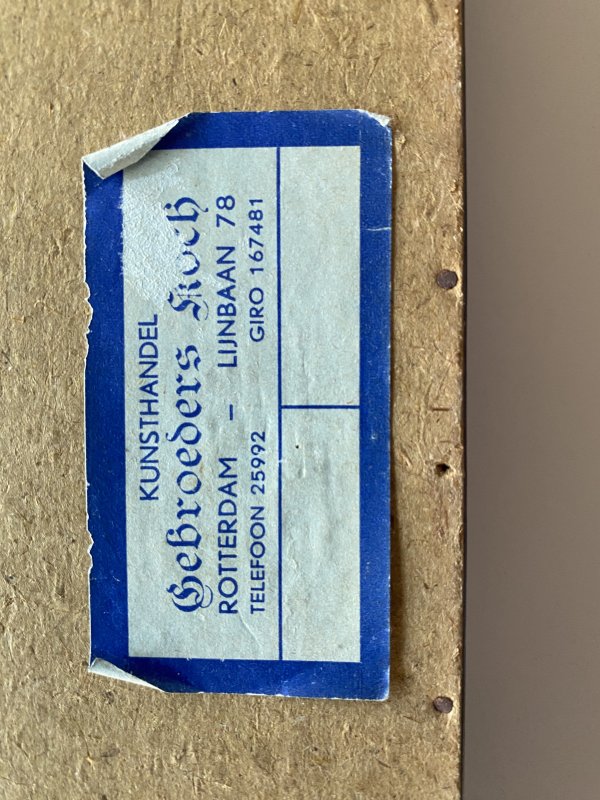 KUNSTHANDEL
Gebroeders Koch
ROTTERDAM — LIJNBAAN 78
TELEFOON 25992 GIRO 167481